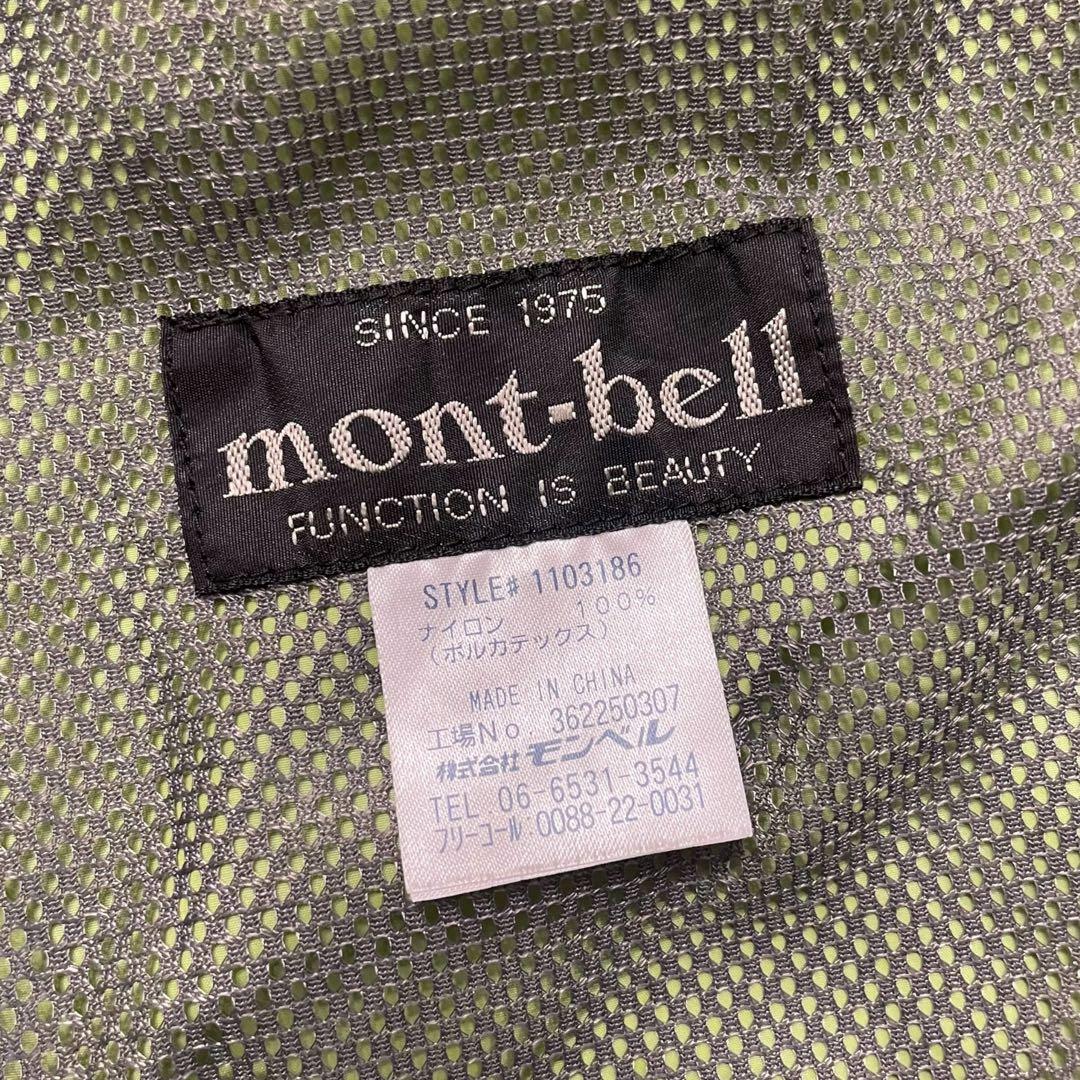 SINCE 1975
mont-bell
FUNCTION IS BEAUTY
STYLE# 1103186
100%
ナイロン
(ポルカテックス)
MADE IN CHINA
工場No. 362250307
株式会社 モンベル
TEL 06-6531-3544
フリーコール 0088-22-0031